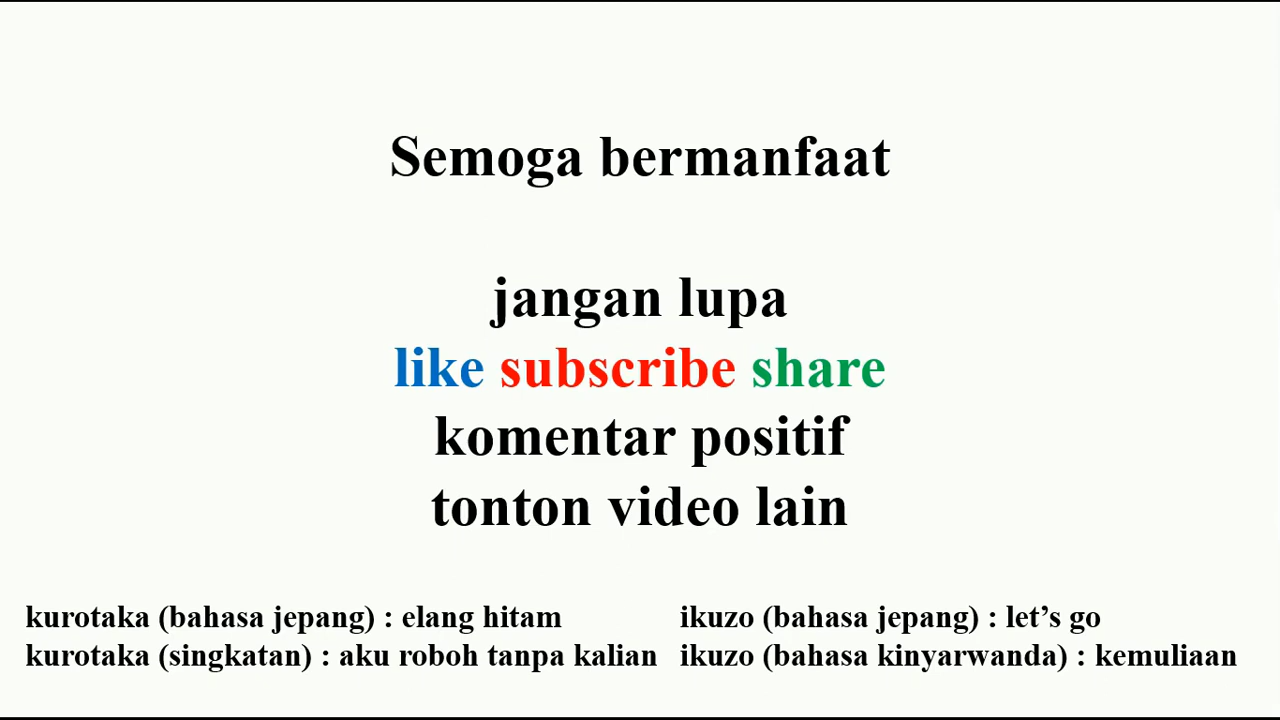 Semoga bermanfaat
jangan lupa
like subscribe share
komentar positif
tonton video lain
kurotaka (bahasa jepang) : elang hitam
kurotaka (singkatan) : aku roboh tanpa kalian
ikuzo (bahasa jepang) : let’s go
ikuzo (bahasa kinyarwanda) : kemuliaan